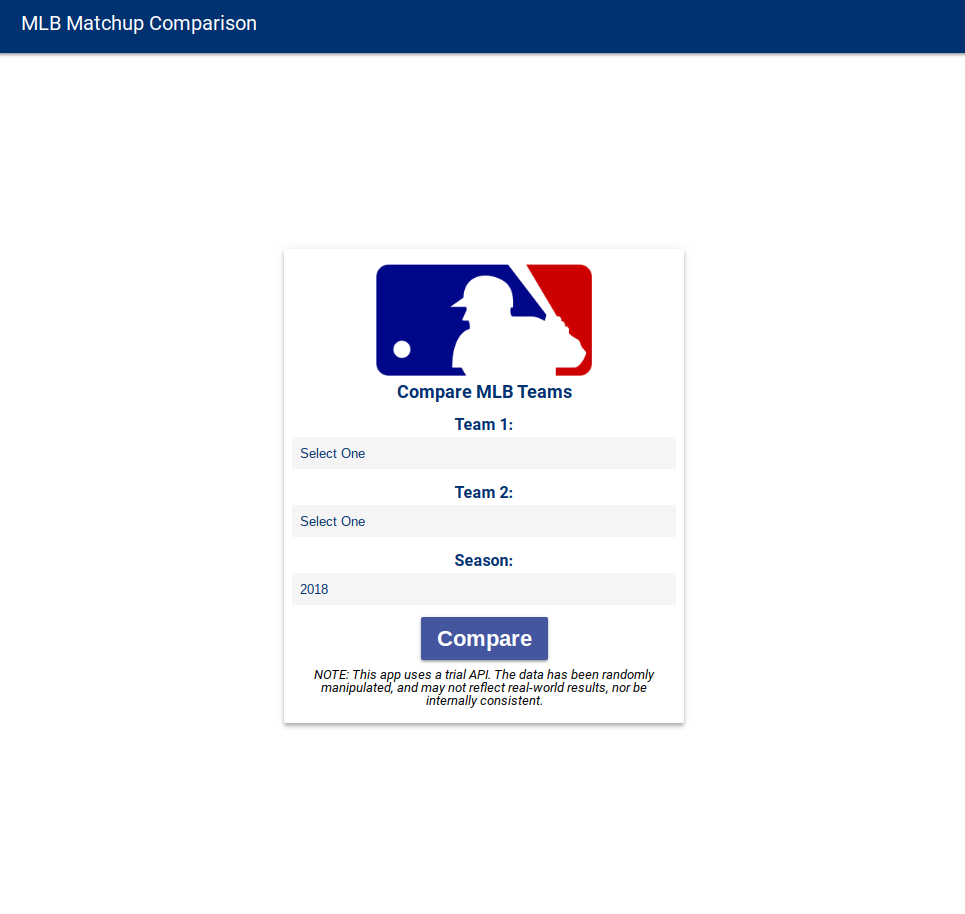 MLB Matchup Comparison
Compare MLB Teams
Team 1:
Select One
Team 2:
Select One
Season:
2018
Compare
NOTE: This app uses a trial API. The data has been randomly
manipulated, and may not reflect real-world results, nor be
internally consistent.